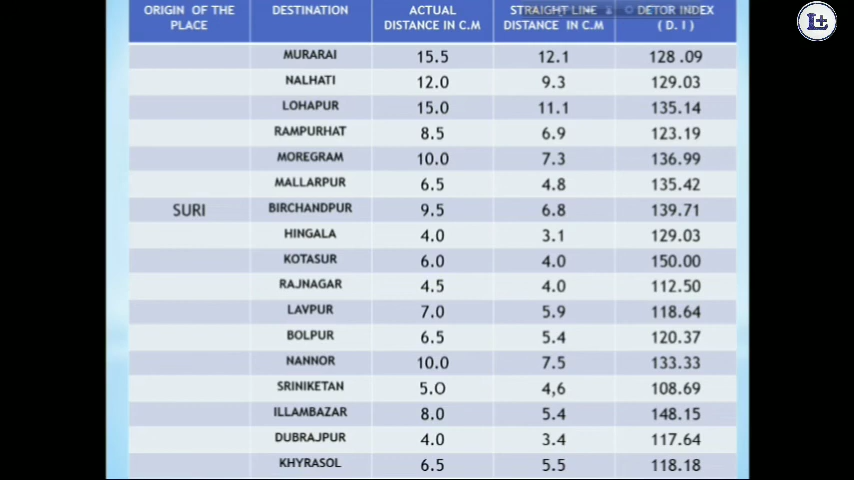 ORIGIN OF THE PLACE DESTINATION ACTUAL DISTANCE IN C.M STRAIGHT LINE DISTANCE IN C.M DETOR INDEX ( D. I )
MURARAI 15.5 12.1 128 .09
NALHATI 12.0 9.3 129.03
LOHAPUR 15.0 11.1 135.14
RAMPURHAT 8.5 6.9 123.19
MOREGRAM 10.0 7.3 136.99
MALLARPUR 6.5 4.8 135.42
SURI BIRCHANDPUR 9.5 6.8 139.71
HINGALA 4.0 3.1 129.03
KOTASUR 6.0 4.0 150.00
RAJNAGAR 4.5 4.0 112.50
LAVPUR 7.0 5.9 118.64
BOLPUR 6.5 5.4 120.37
NANNOR 10.0 7.5 133.33
SRINIKETAN 5.O 4,6 108.69
ILLAMBAZAR 8.0 5.4 148.15
DUBRAJPUR 4.0 3.4 117.64
KHYRASOL 6.5 5.5 118.18
L+